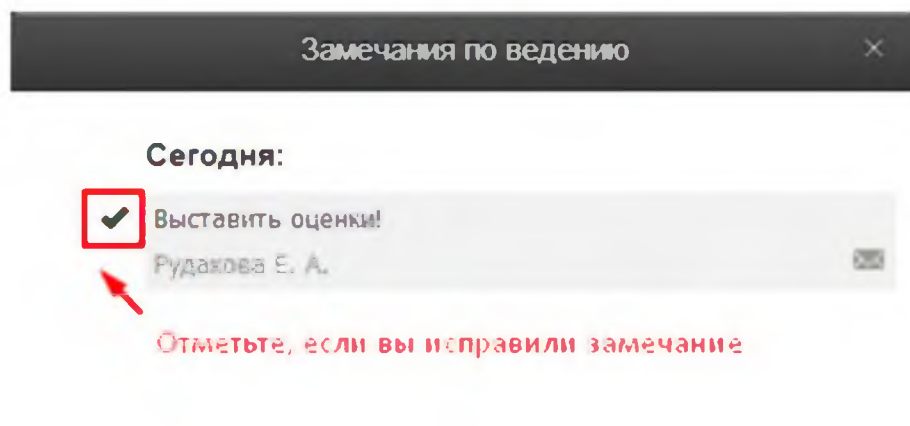 Замечания по ведению
Сегодня:
Выставить оценки!
Рудакова Е. А.
Отметьте, если вы исправили замечание